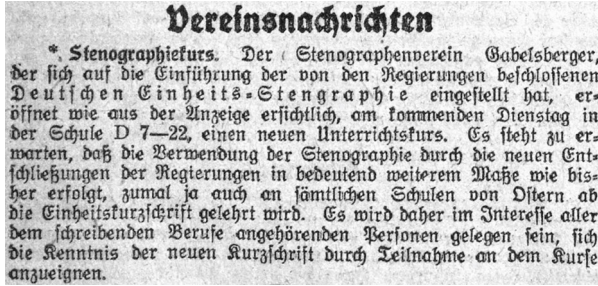 Vereinsnachrichten
*. Stenographiekurs. Der Stenographenverein Gabelsberger,
der sich auf die Einführung der von den Regierungen beschlossenen
Deutschen Einheits-Stengraphie eingestellt hat, er-
öffnet wie aus der Anzeige ersichtlich, am kommenden Dienstag in
der Schule D 7—22, einen neuen Unterrichtskurs. Es steht zu er-
warten, daß die Verwendung der Stenographie durch die neuen Ent-
schließungen der Regierungen in bedeutend weiterem Maße wie bis-
her erfolgt, zumal ja auch an sämtlichen Schulen von Ostern ab
die Einheitskurzschrift gelehrt wird. Es wird daher im Interesse aller
dem schreibenden Berufe angehörenden Personen gelegen sein, sich
die Kenntnis der neuen Kurzschrift durch Teilnahme an dem Kurse
anzueignen.